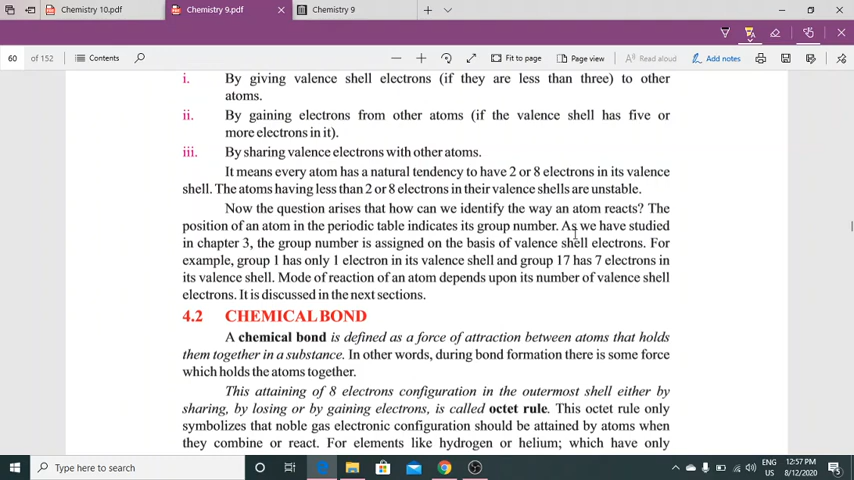 Chemistry 10.pdf
Chemistry 9.pdf
Chemistry 9
60 of 152
Contents
Fit to page
Page view
Read aloud
Add notes
i. By giving valence shell electrons (if they are less than three) to other
atoms.
ii. By gaining electrons from other atoms (if the valence shell has five or
more electrons in it).
iii. By sharing valence electrons with other atoms.
It means every atom has a natural tendency to have 2 or 8 electrons in its valence
shell. The atoms having less than 2 or 8 electrons in their valence shells are unstable.
Now the question arises that how can we identify the way an atom reacts? The
position of an atom in the periodic table indicates its group number. As we have studied
in chapter 3, the group number is assigned on the basis of valence shell electrons. For
example, group 1 has only 1 electron in its valence shell and group 17 has 7 electrons in
its valence shell. Mode of reaction of an atom depends upon its number of valence shell
electrons. It is discussed in the next sections.
4.2 CHEMICAL BOND
A chemical bond is defined as a force of attraction between atoms that holds
them together in a substance. In other words, during bond formation there is some force
which holds the atoms together.
This attaining of 8 electrons configuration in the outermost shell either by
sharing, by losing or by gaining electrons, is called octet rule. This octet rule only
symbolizes that noble gas electronic configuration should be attained by atoms when
they combine or react. For elements like hydrogen or helium; which have only
Type here to search
ENG
US
12:57 PM
8/12/2020
5